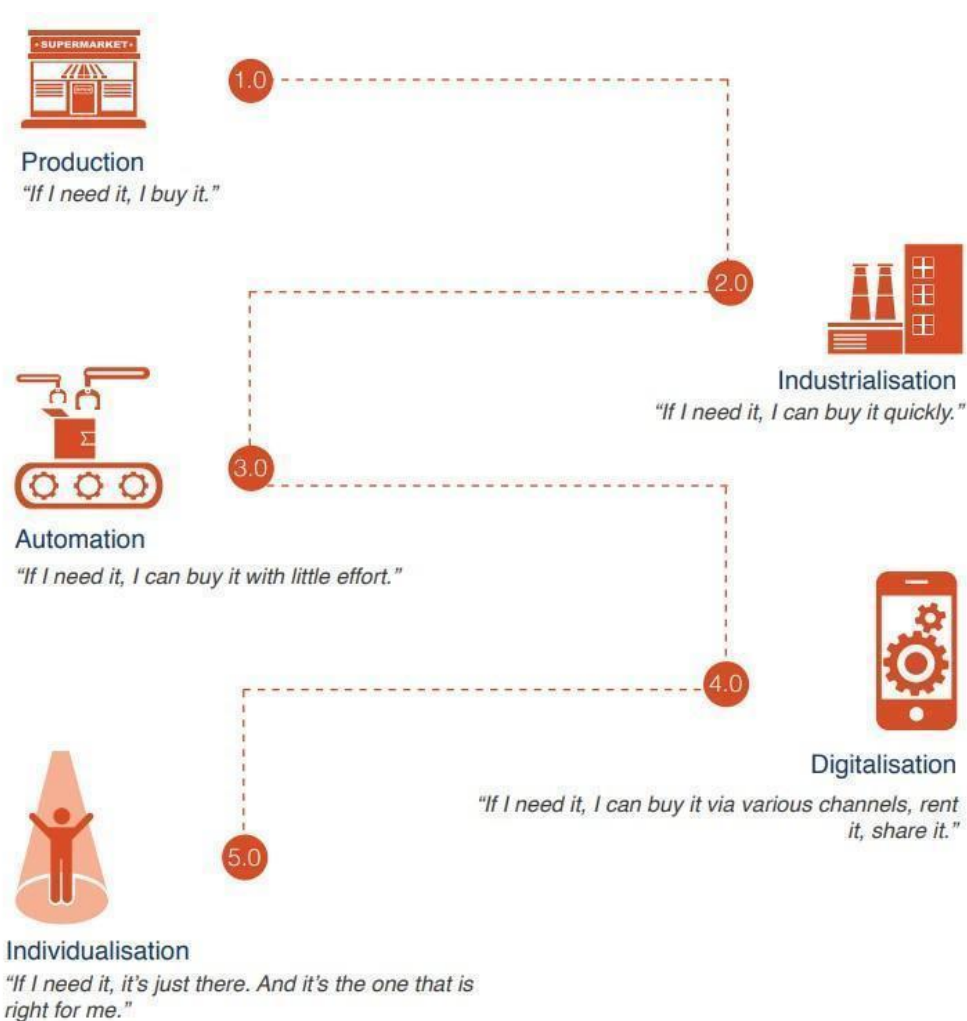 SUPERMARKET
1.0
Production
“If I need it, I buy it.”
2.0
Industrialisation
“If I need it, I can buy it quickly.”
3.0
Automation
“If I need it, I can buy it with little effort.”
4.0
Digitalisation
“If I need it, I can buy it via various channels, rent
it, share it.”
5.0
Individualisation
“If I need it, it’s just there. And it’s the one that is
right for me.”